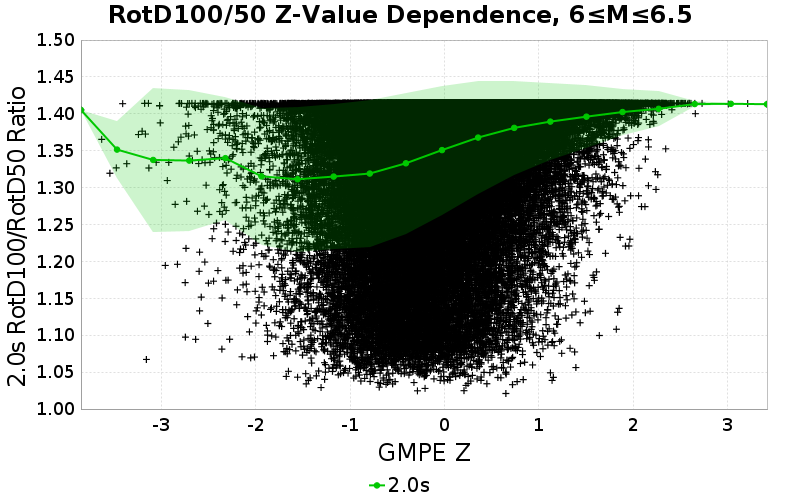 RotD100/50 Z-Value Dependence, 6≤M≤6.5
2.0s RotD100/RotD50 Ratio
1.50
1.45
1.40
1.35
1.30
1.25
1.20
1.15
1.10
1.05
1.00
-3 -2 -1 0 1 2 3
GMPE Z
2.0s